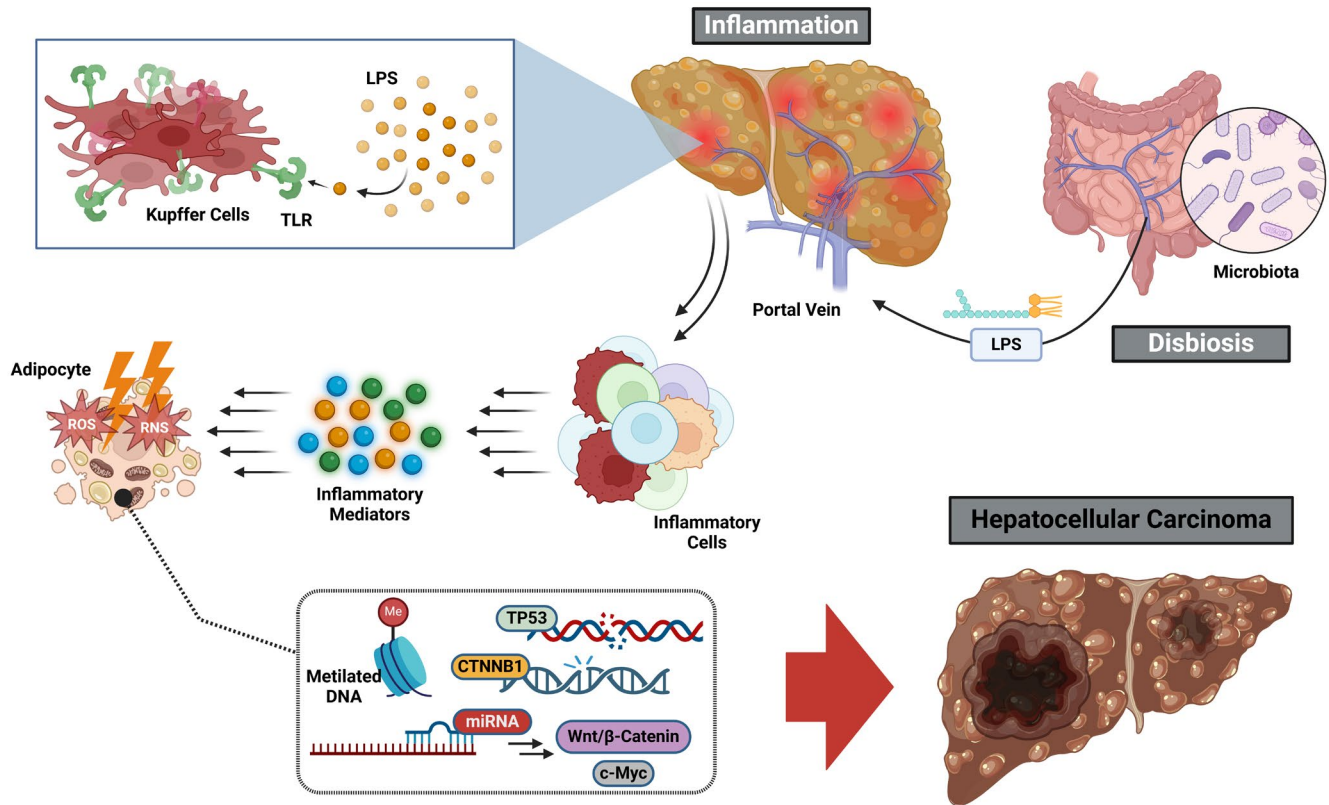 Inflammation
LPS
Kupffer Cells
TLR
Portal Vein
Microbiota
LPS
Disbiosis
Adipocyte
ROS
RNS
Inflammatory
Mediators
Inflammatory
Cells
Hepatocellular Carcinoma
Me
Metilated
DNA
TP53
CTNNB1
miRNA
Wnt/β-Catenin
c-Myc